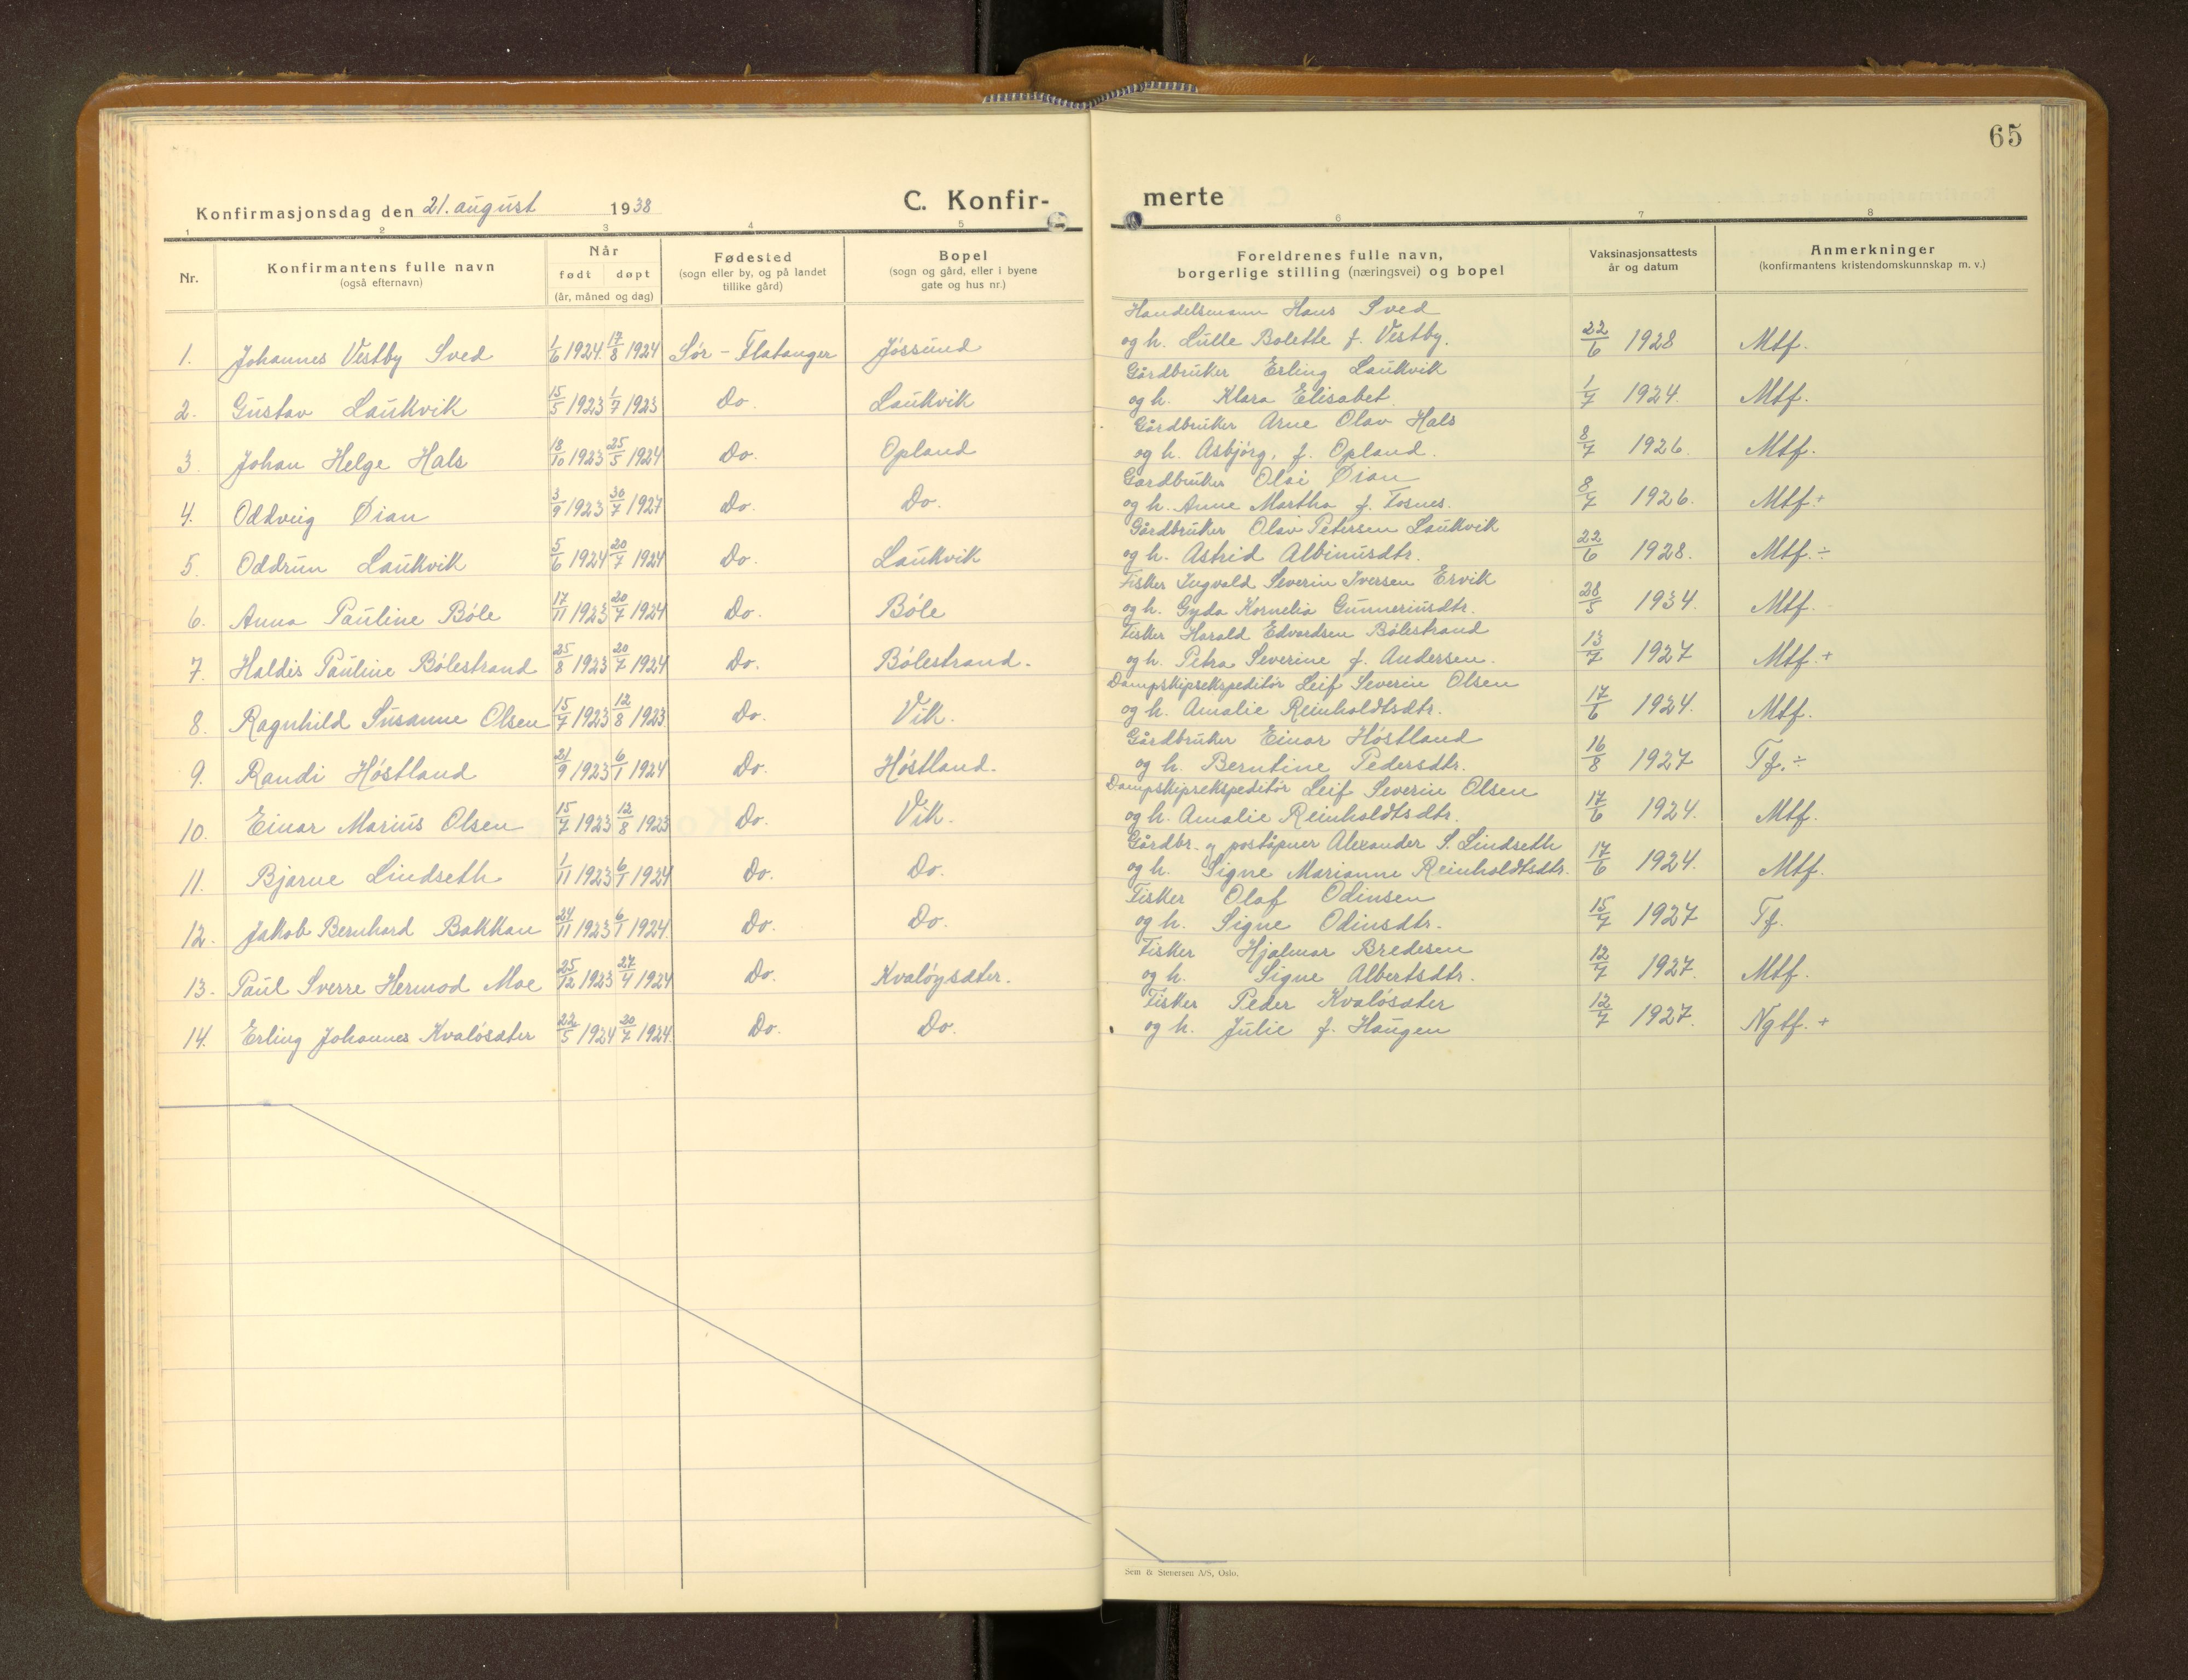 65
Konfirmasjonsdag den 21. august 1938
C. Konfir-
merte
1 2 3 4 5 6 7 8
Nr.
Konfirmantens fulle navn
(også efternavn)
Når
født døpt
(år, måned og dag)
Fødested
(sogn eller by, og på landet
tillike gård)
Bopel
(sogn og gård, eller i byene
gate og hus nr.)
Foreldrenes fulle navn,
borgerlige stilling (næringsvei) og bopel
Vaksinasjonsattests
år og datum
Anmerkninger
(konfirmantens kristendomskunnskap m. v.)
Handelsmann Hans Sved
1. Johannes Vestby Sved 1/6 1924. 17/8 1924 Sør-Flatanger Jøssund og h. Lulle Bolette f. Vestby. 22/6 1928 Mtf.
Gårdbruker Erling Laukvik
2. Gustav Laukvik 15/5 1923 1/7 1923 Do. Laukvik og h. Klara Elisabet. 1/7 1924. Mtf.
Gårdbruker Arne Olav Hals
3. Johan Helge Hals 18/10 1923 25/5 1924 Do. Opland og h. Asbjørg, f. Opland. 8/7 1926. Mtf.
Gårdbruker Olai Øian
4. Oddveig Øian 3/9 1923 30/7 1927 Do. Do. og h. Anne Martha f. Fosnes. 8/7 1926. Mtf+
Gårdbruker Olav Petersen Laukvik
5. Oddrun Laukvik 5/6 1924 20/7 1924 Do. Laukvik og h. Astrid Albinusdtr. 22/6 1928. Mtf.÷
Fisker Ingvald Severin Iversen Ervik
6. Anna Pauline Bøle 17/11 1923 20/7 1924 Do. Bøle og h. Gyda Kornelia Gunneriusdtr. 28/5 1934. Mtf.
Fisker Harald Edvardsen Bølestrand
7. Haldis Pauline Bølestrand 25/8 1923 20/7 1924 Do. Bølestrand. og h. Petra Severine f. Andersen. 13/7 1927 Mtf.+
Dampskipsekspeditør Leif Severin Olsen
8. Ragnhild Susanne Olsen 15/7 1923 12/8 1923 Do. Vik. og h. Amalie Reinholdtsdtr. 17/6 1924. Mtf.
Gårdbruker Einar Høstland
9. Randi Høstland 21/9 1923 6/1 1924 Do. Høstland. og h. Berntine Pedersdtr. 16/8 1927 Tf.÷
Dampskipsekspeditør Leif Severin Olsen
10. Einar Marius Olsen 15/7 1923 12/8 1923 Do. Vik. og h. Amalie Reinholdtsdtr. 17/6 1924. Mtf.
Gårdbr. og poståpner Alexander S. Lindseth
11. Bjarne Lindseth 1/11 1923 6/1 1924 Do. Do. og h. Signe Marianne Reinholdtsdtr. 17/6 1924. Mtf.
Fisker Olaf Odinsen
12. Jakob Bernhard Bakkan 24/11 1923 6/1 1924 Do. Do. og h. Signe Odinsdtr. 15/7 1927 Tf.
Fisker Hjalmar Bredesen
13. Paul Sverre Hermod Moe 25/12 1923 27/4 1924 Do. Kvaløysæter. og h. Signe Albertsdtr. 12/7 1927. Mtf.
Fisker Peder Kvaløsæter
14. Erling Johannes Kvaløsæter 22/5 1924 20/7 1924. Do. Do. og h. Julie f. Haugen 12/7 1927. Ngtf. +
Sem & Stenersen A/S, Oslo.